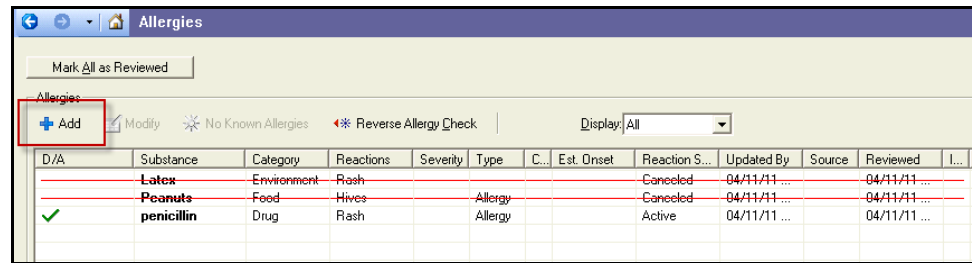 Allergies
Mark All as Reviewed
Allergies
Add Modify No Known Allergies Reverse Allergy Check Display: All
D/A Substance Category Reactions Severity Type C... Est. Onset Reaction S... Updated By Source Reviewed I...
Latex Environment Rash Canceled 04/11/11 ... 04/11/11 ...
Peanuts Food Hives Allergy Canceled 04/11/11 ... 04/11/11 ...
penicillin Drug Rash Allergy Active 04/11/11 ... 04/11/11 ...